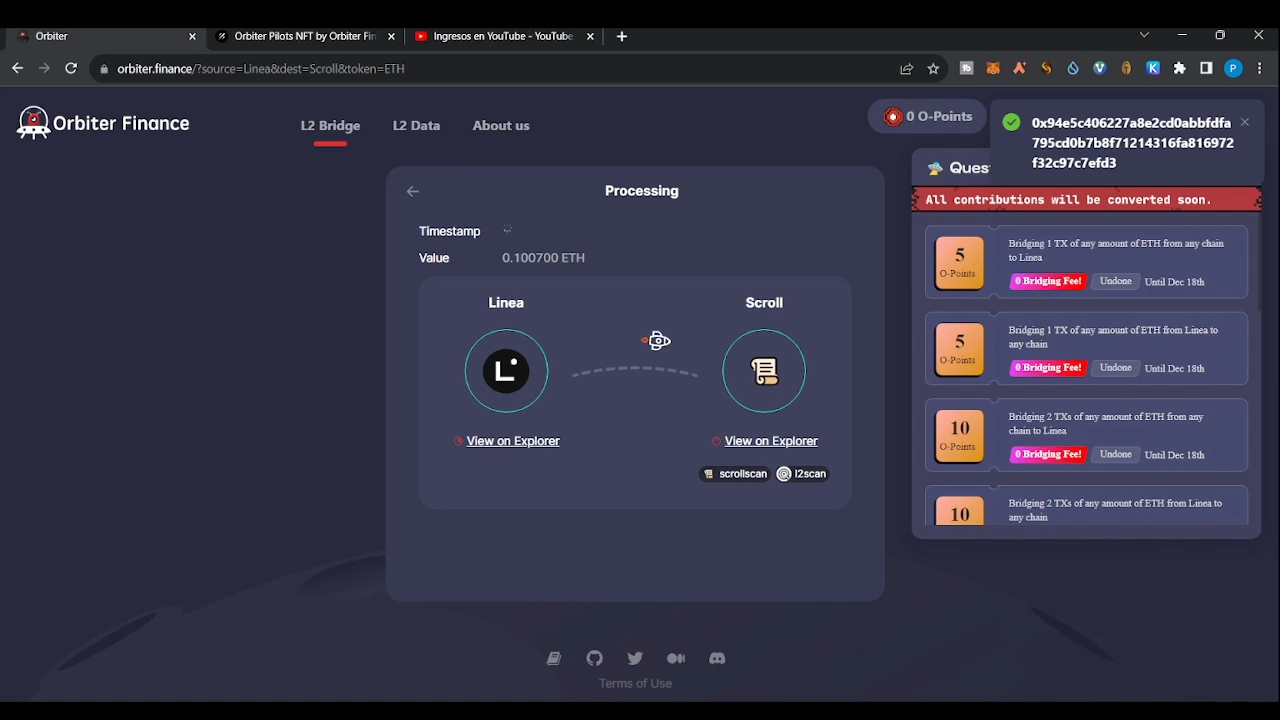 Orbiter
Orbiter Pilots NFT by Orbiter Fin
Ingresos en YouTube - YouTube
orbiter.finance/?source=Linea&dest=Scroll&token=ETH
Orbiter Finance
L2 Bridge
L2 Data
About us
0 O-Points
0x94e5c406227a8e2cd0abbfdfa
795cd0b7b8f71214316fa816972
f32c97c7efd3
Ques
All contributions will be converted soon.
Processing
Timestamp
Value 0.100700 ETH
Linea
Scroll
View on Explorer
View on Explorer
scrollscan
l2scan
5
O-Points
Bridging 1 TX of any amount of ETH from any chain
to Linea
0 Bridging Fee! Undone Until Dec 18th
5
O-Points
Bridging 1 TX of any amount of ETH from Linea to
any chain
0 Bridging Fee! Undone Until Dec 18th
10
O-Points
Bridging 2 TXs of any amount of ETH from any
chain to Linea
0 Bridging Fee! Undone Until Dec 18th
10
Bridging 2 TXs of any amount of ETH from Linea to
any chain
Terms of Use